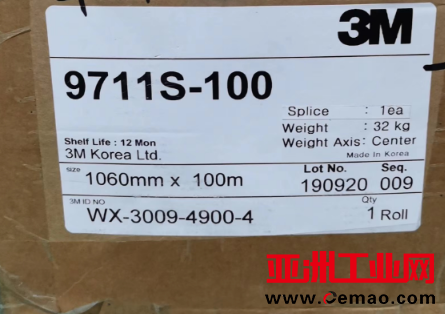 3M
9711S-100
Splice : 1ea
Weight : 32 kg
Weight Axis: Center
Shelf Life : 12 Mon
3M Korea Ltd.
Made In Korea
size
1060mm x 100m
Lot No. Seq.
190920 009
3M ID NO
WX-3009-4900-4
Qty
1 Roll
亚洲工业网
www.Cemao.com